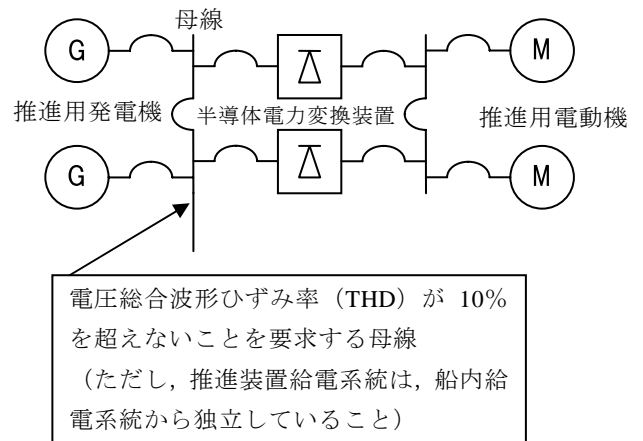 母線
G
M
推進用発電機
半導体電力変換装置
推進用電動機
G
M
電圧総合波形ひずみ率（THD）が 10%
を超えないことを要求する母線
（ただし, 推進装置給電系統は, 船内給
電系統から独立していること）